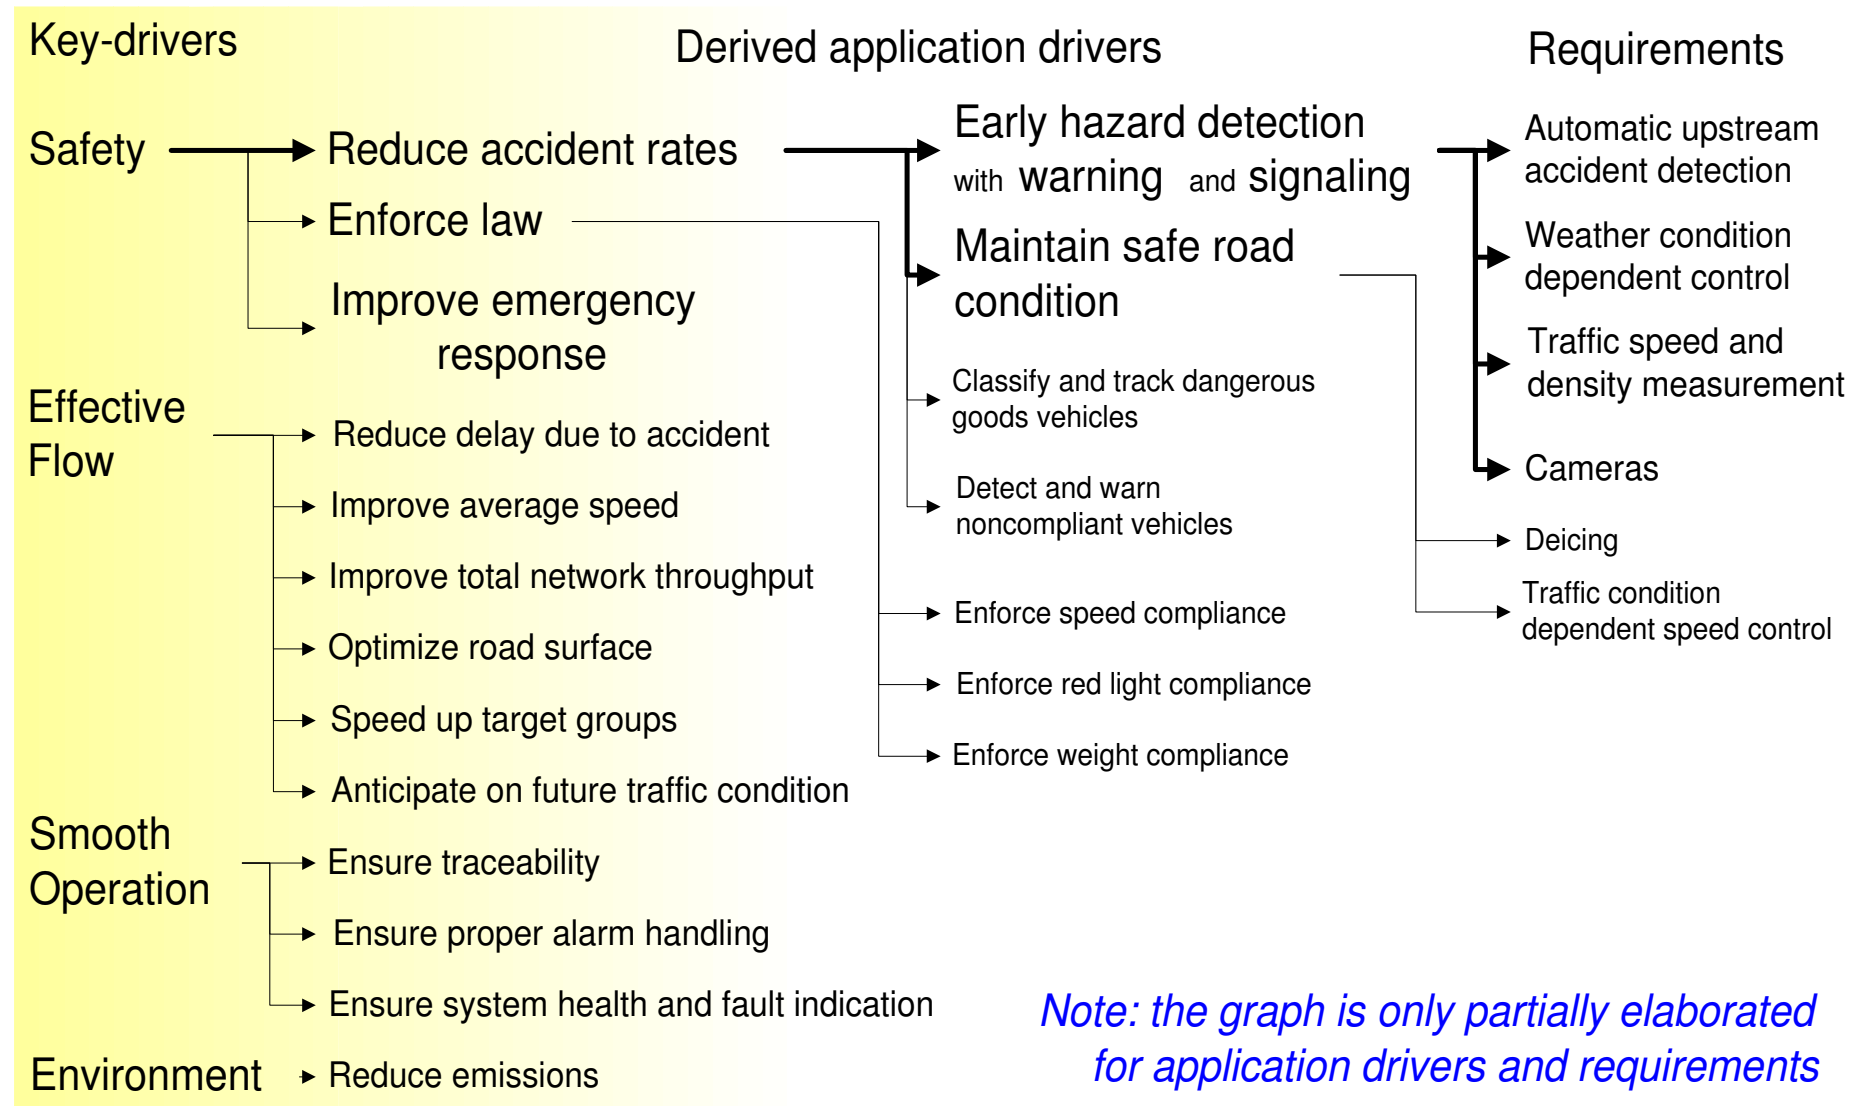 Key-drivers
Derived application drivers
Requirements
Safety
Reduce accident rates
Enforce law
Improve emergency
response
Early hazard detection
with warning and signaling
Maintain safe road
condition
Classify and track dangerous
goods vehicles
Detect and warn
noncompliant vehicles
Enforce speed compliance
Enforce red light compliance
Enforce weight compliance
Automatic upstream
accident detection
Weather condition
dependent control
Traffic speed and
density measurement
Cameras
Deicing
Traffic condition
dependent speed control
Effective
Flow
Reduce delay due to accident
Improve average speed
Improve total network throughput
Optimize road surface
Speed up target groups
Anticipate on future traffic condition
Smooth
Operation
Ensure traceability
Ensure proper alarm handling
Ensure system health and fault indication
Environment
Reduce emissions
Note: the graph is only partially elaborated
for application drivers and requirements